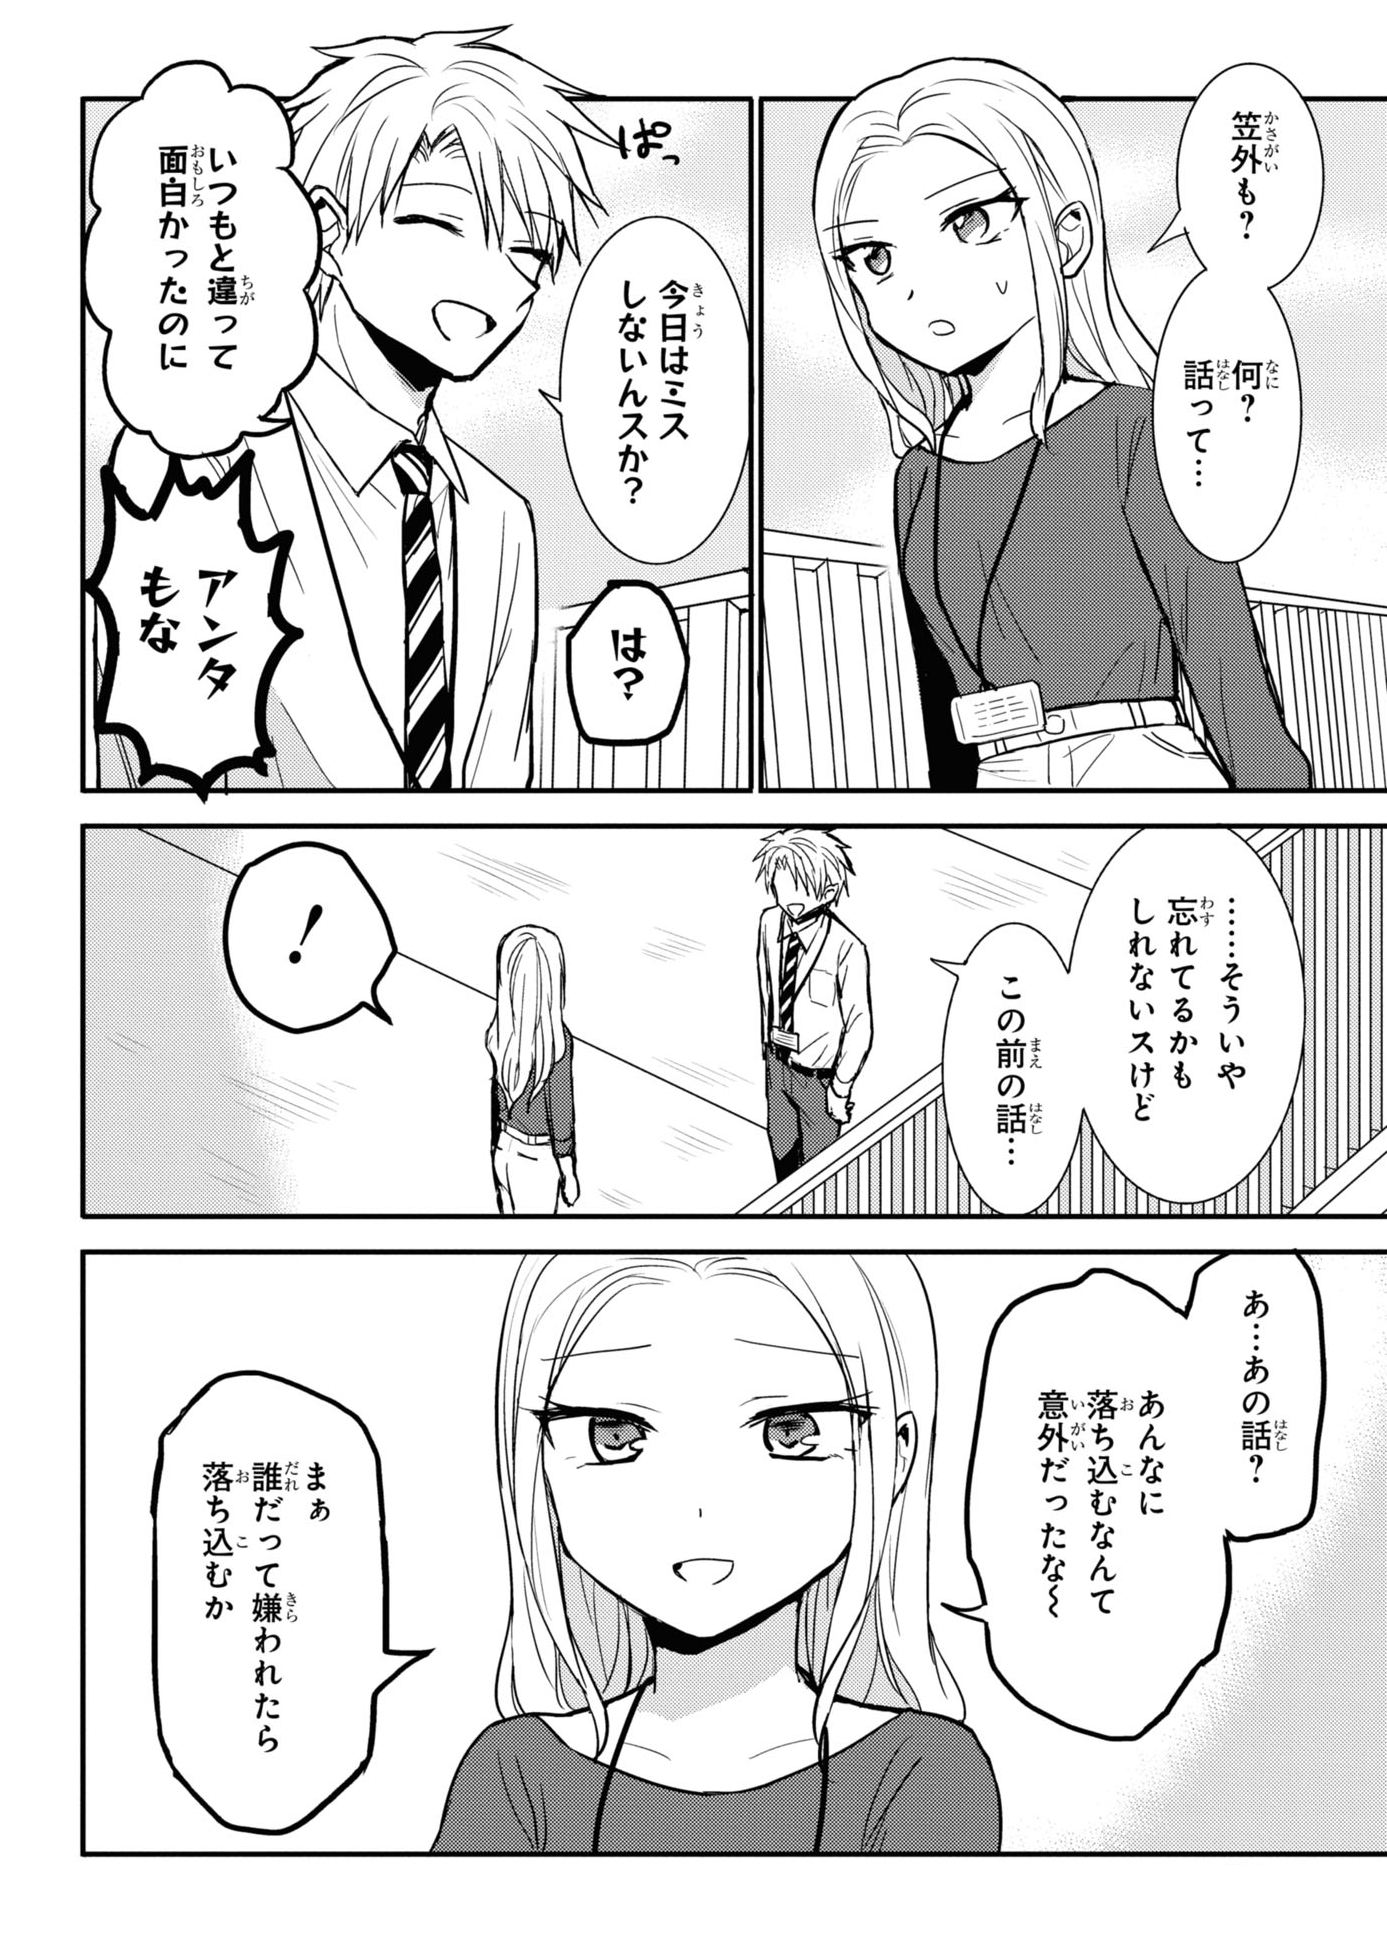 笠外も？
何？
話って…
ぱっ
今日はミス
しないんスか？
は？
いつもと違って
面白かったのに
アンタ
もな
……そういや
忘れてるかも
しれないスけど
この前の話…
！
あ…あの話？
あんなに
落ち込むなんて
意外だったな～
まぁ
誰だって嫌われたら
落ち込むか